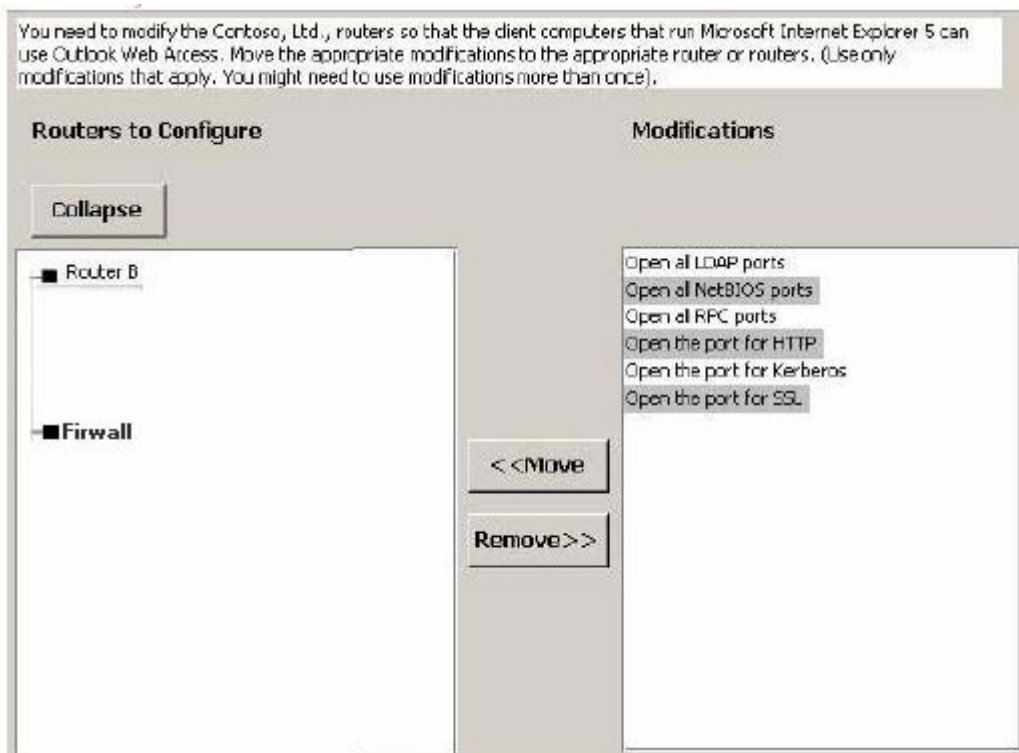 You need to modify the Contoso, Ltd., routers so that the client computers that run Microsoft Internet Explorer 5 can
use Outlook Web Access. Move the appropriate modifications to the appropriate router or routers. (Use only
modifications that apply. You might need to use modifications more than once).
Routers to Configure
Modifications
Collapse
Router B
Firwall
<<Move
Remove>>
Open all LDAP ports
Open all NetBIOS ports
Open all RPC ports
Open the port for HTTP
Open the port for Kerberos
Open the port for SSL